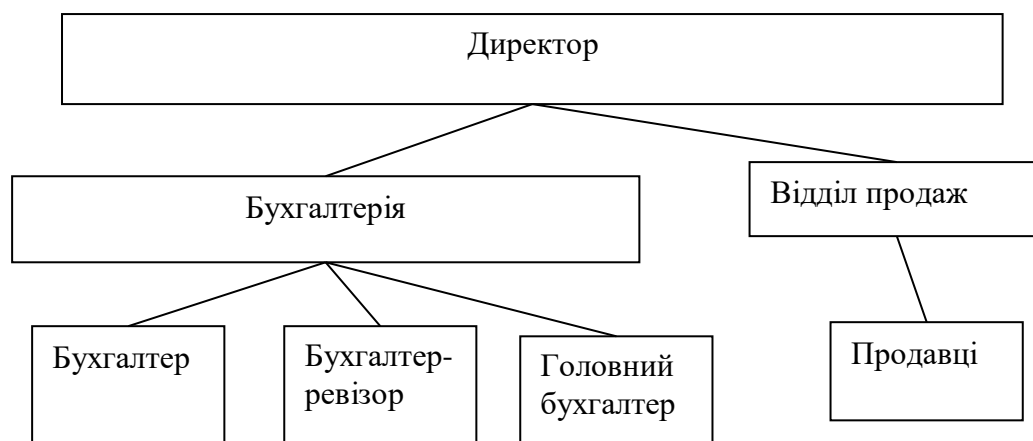 Директор
Бухгалтерія
Відділ продаж
Бухгалтер
Бухгалтер-
ревізор
Головний
бухгалтер
Продавці